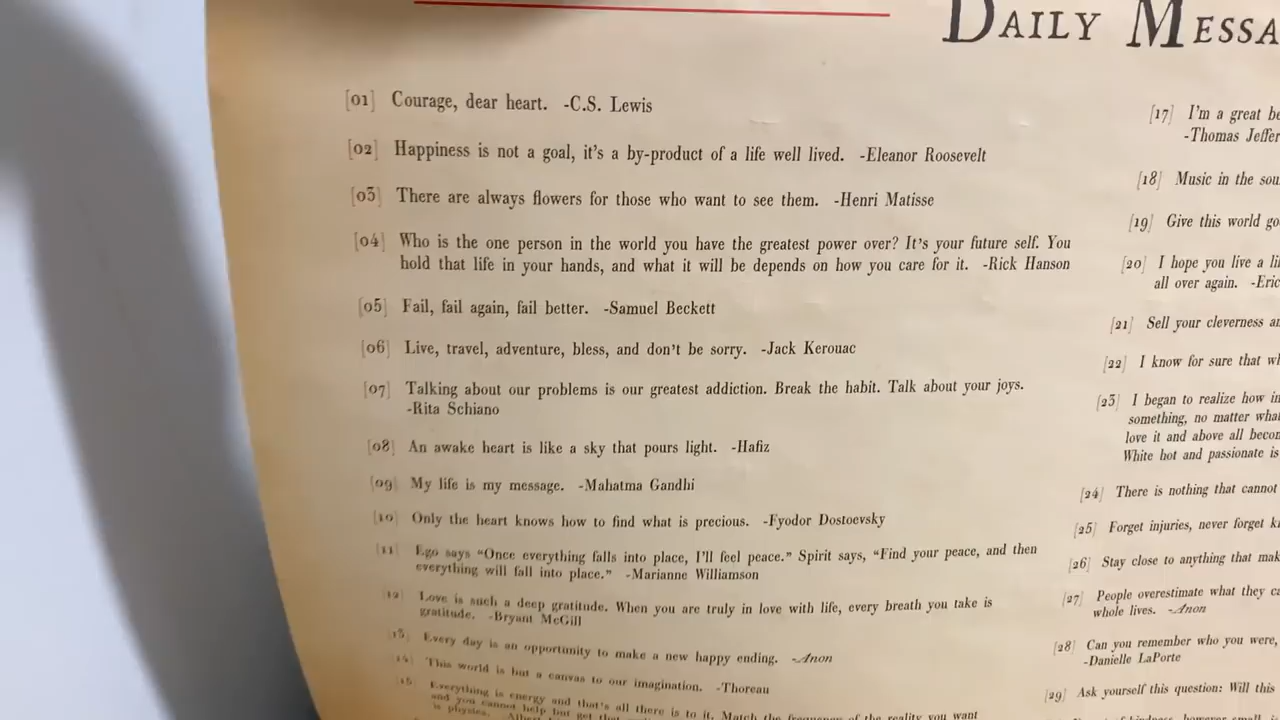 DAILY
[01] Courage, dear heart. -C.S. Lewis
[02] Happiness is not a goal, it's a by-product of a life well lived. -Eleanor Roosevelt
[03] There are always flowers for those who want to see them. -Henri Matisse
[04] Who is the one person in the world you have the greatest power over? It's your future self. You
hold that life in your hands, and what it will be depends on how you care for it. -Rick Hanson
[05] Fail, fail again, fail better. -Samuel Beckett
[06] Live, travel, adventure, bless, and don't be sorry. -Jack Kerouac
[07] Talking about our problems is our greatest addiction. Break the habit. Talk about your joys.
-Rita Schiano
[08] An awake heart is like a sky that pours light. -Hafiz
[09] My life is my message. -Mahatma Gandhi
[10] Only the heart knows how to find what is precious. -Fyodor Dostoevsky
[11] Ego says "Once everything falls into place, I'll feel peace." Spirit says, "Find your peace, and then
everything will fall into place." -Marianne Williamson
[12] Love is such a deep gratitude. When you are truly in love with life, every breath you take is
gratitude. -Bryant McGill
[13] Every day is an opportunity to make a new happy ending. -Anon
[14] This world is but a canvas to our imagination. -Thoreau
[15] Everything is energy and that's all there is to it. Match the frequency of the reality you want
and you cannot help but get that
is physics.
[17] I'm a great
-Thomas
[18] Music in the
[19] Give this world
[20] I hope you live a
all over again.
[21] Sell your cleverness
[22] I know for sure that
[23] I began to realize how
something, no matter
love it and above all
White hot and passionate is
[24] There is nothing that cannot
[25] Forget injuries, never forget
[26] Stay close to anything that
[27] People overestimate what they
whole lives. -Anon
[28] Can you remember who you were,
-Danielle LaPorte
[29] Ask yourself this question: Will this